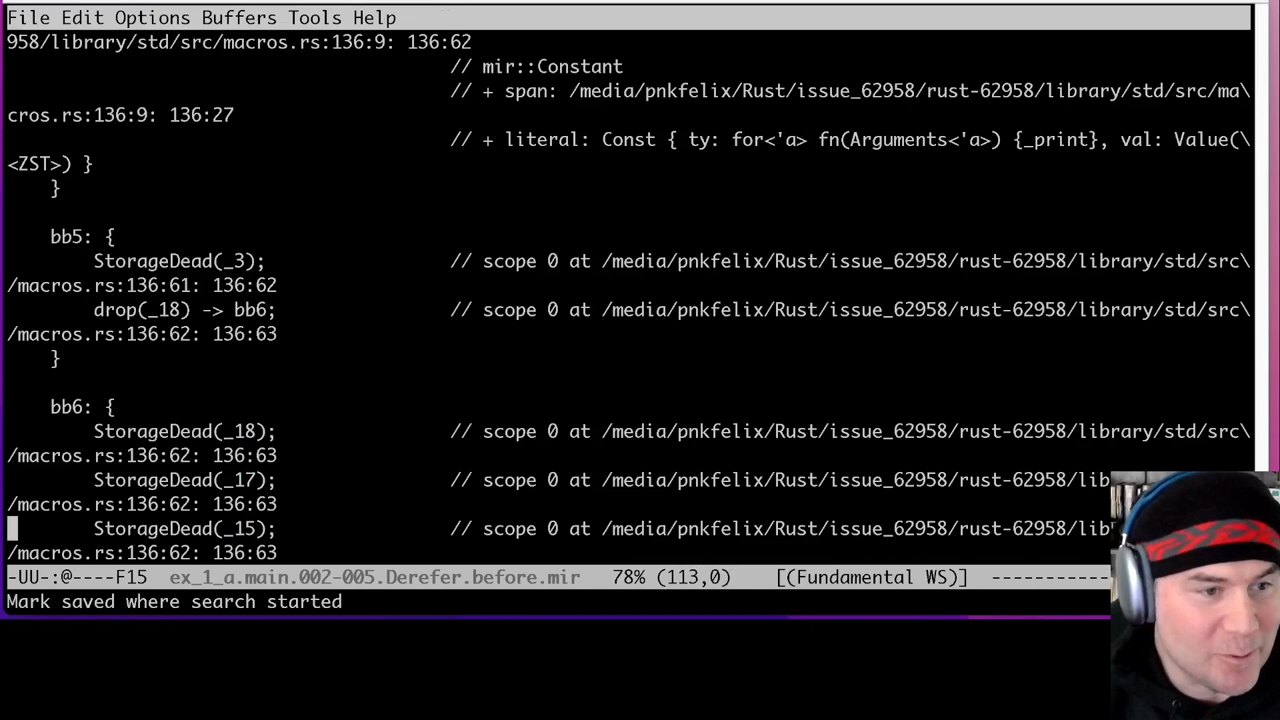 File Edit Options Buffers Tools Help
958/library/std/src/macros.rs:136:9: 136:62
// mir::Constant
// + span: /media/pnkfelix/Rust/issue_62958/rust-62958/library/std/src/ma\
cros.rs:136:9: 136:27
// + literal: Const { ty: for<'a> fn(Arguments<'a>) {_print}, val: Value(\
<ZST>) }
}
bb5: {
StorageDead(_3); // scope 0 at /media/pnkfelix/Rust/issue_62958/rust-62958/library/std/src\
/macros.rs:136:61: 136:62
drop(_18) -> bb6; // scope 0 at /media/pnkfelix/Rust/issue_62958/rust-62958/library/std/src\
/macros.rs:136:62: 136:63
}
bb6: {
StorageDead(_18); // scope 0 at /media/pnkfelix/Rust/issue_62958/rust-62958/library/std/src\
/macros.rs:136:62: 136:63
StorageDead(_17); // scope 0 at /media/pnkfelix/Rust/issue_62958/rust-62958/lib
/macros.rs:136:62: 136:63
StorageDead(_15); // scope 0 at /media/pnkfelix/Rust/issue_62958/rust-62958/lib
/macros.rs:136:62: 136:63
-UU-:@----F15 ex_1_a.main.002-005.Derefer.before.mir 78% (113,0) [(Fundamental WS)] -----------
Mark saved where search started